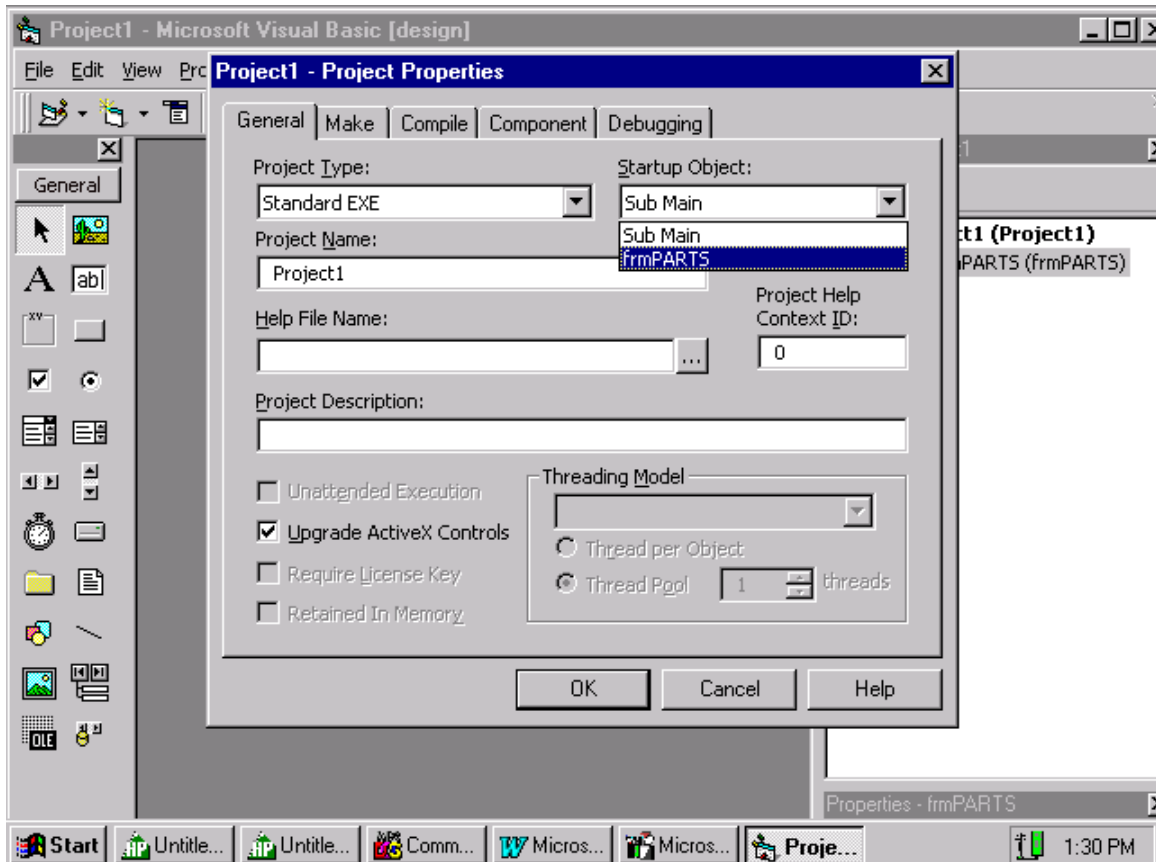 Project1 - Microsoft Visual Basic [design]
File Edit View
Project1 - Project Properties
General Make Compile Component Debugging
General
Project Type:
Startup Object:
Standard EXE
Sub Main
Project Name:
Sub Main
frmPARTS
Project1
(Project1)
(frmPARTS)
Help File Name:
Project Help
Context ID:
...
0
Project Description:
Unattended Execution
Upgrade ActiveX Controls
Require License Key
Retained In Memory
Threading Model
Thread per Object
Thread Pool 1 threads
A
ab
xy
OLE
OK Cancel Help
Properties - frmPARTS
Start Untitle... Untitle... Comm... Micros... Micros... Proje... 1:30 PM